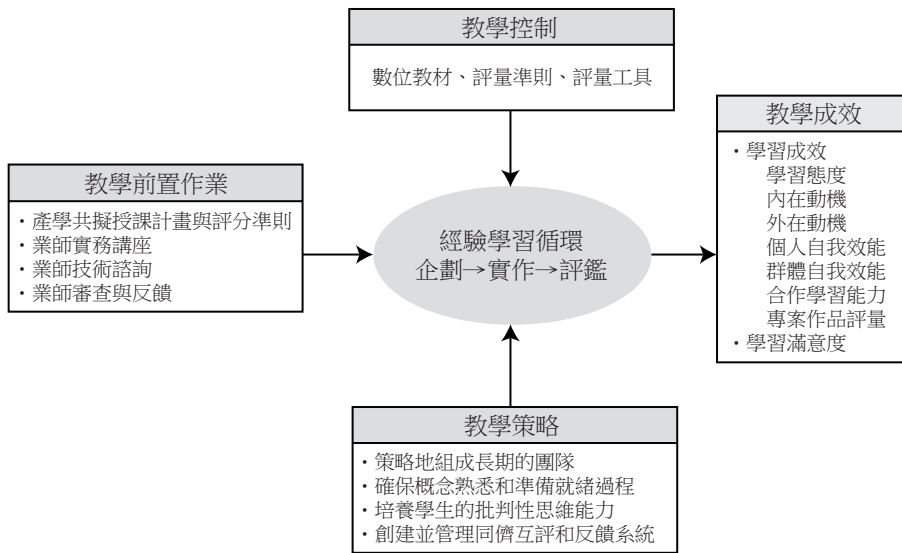 教學控制
數位教材、評量準則、評量工具
教學前置作業
・產學共擬授課計畫與評分準則
・業師實務講座
・業師技術諮詢
・業師審查與反饋
經驗學習循環
企劃→實作→評鑑
教學成效
・學習成效
學習態度
內在動機
外在動機
個人自我效能
群體自我效能
合作學習能力
專案作品評量
・學習滿意度
教學策略
・策略地組成長期的團隊
・確保概念熟悉和準備就緒過程
・培養學生的批判性思維能力
・創建並管理同儕互評和反饋系統